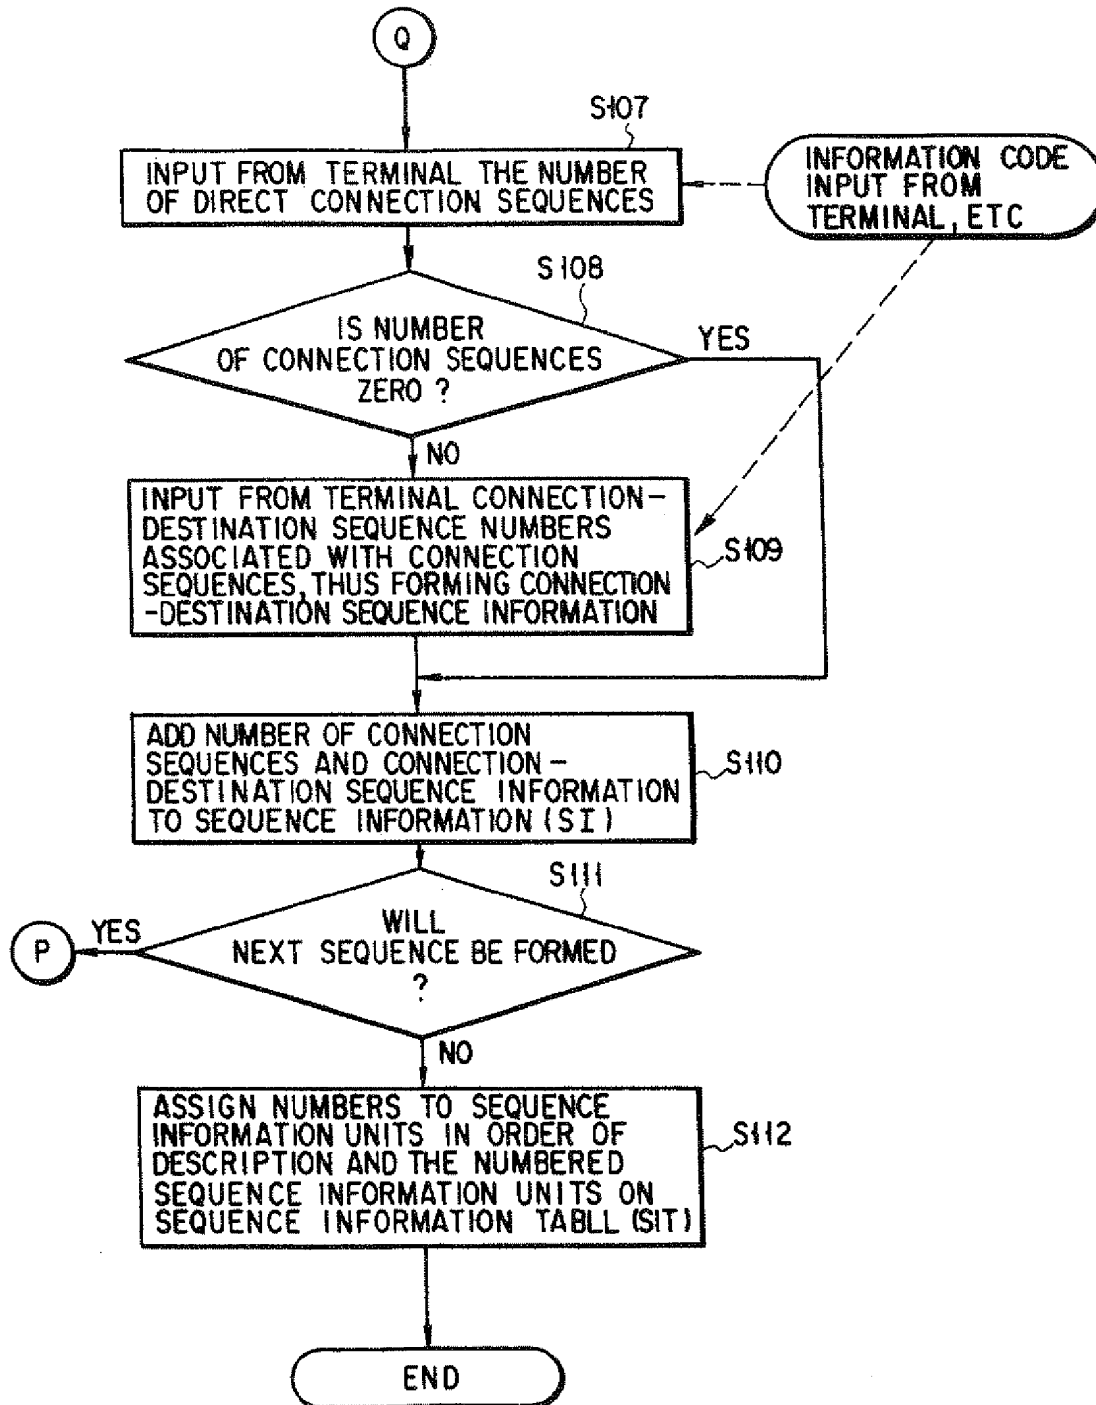 Q
S107
INPUT FROM TERMINAL THE NUMBER
OF DIRECT CONNECTION SEQUENCES
INFORMATION CODE
INPUT FROM
TERMINAL, ETC
S108
IS NUMBER
OF CONNECTION SEQUENCES
ZERO ?
YES
NO
INPUT FROM TERMINAL CONNECTION-
DESTINATION SEQUENCE NUMBERS
ASSOCIATED WITH CONNECTION
SEQUENCES, THUS FORMING CONNECTION
-DESTINATION SEQUENCE INFORMATION
S109
ADD NUMBER OF CONNECTION
SEQUENCES AND CONNECTION-
DESTINATION SEQUENCE INFORMATION
TO SEQUENCE INFORMATION (SI)
S110
S111
WILL
NEXT SEQUENCE BE FORMED
?
YES
P
NO
ASSIGN NUMBERS TO SEQUENCE
INFORMATION UNITS IN ORDER OF
DESCRIPTION AND THE NUMBERED
SEQUENCE INFORMATION UNITS ON
SEQUENCE INFORMATION TABLL (SIT)
S112
END